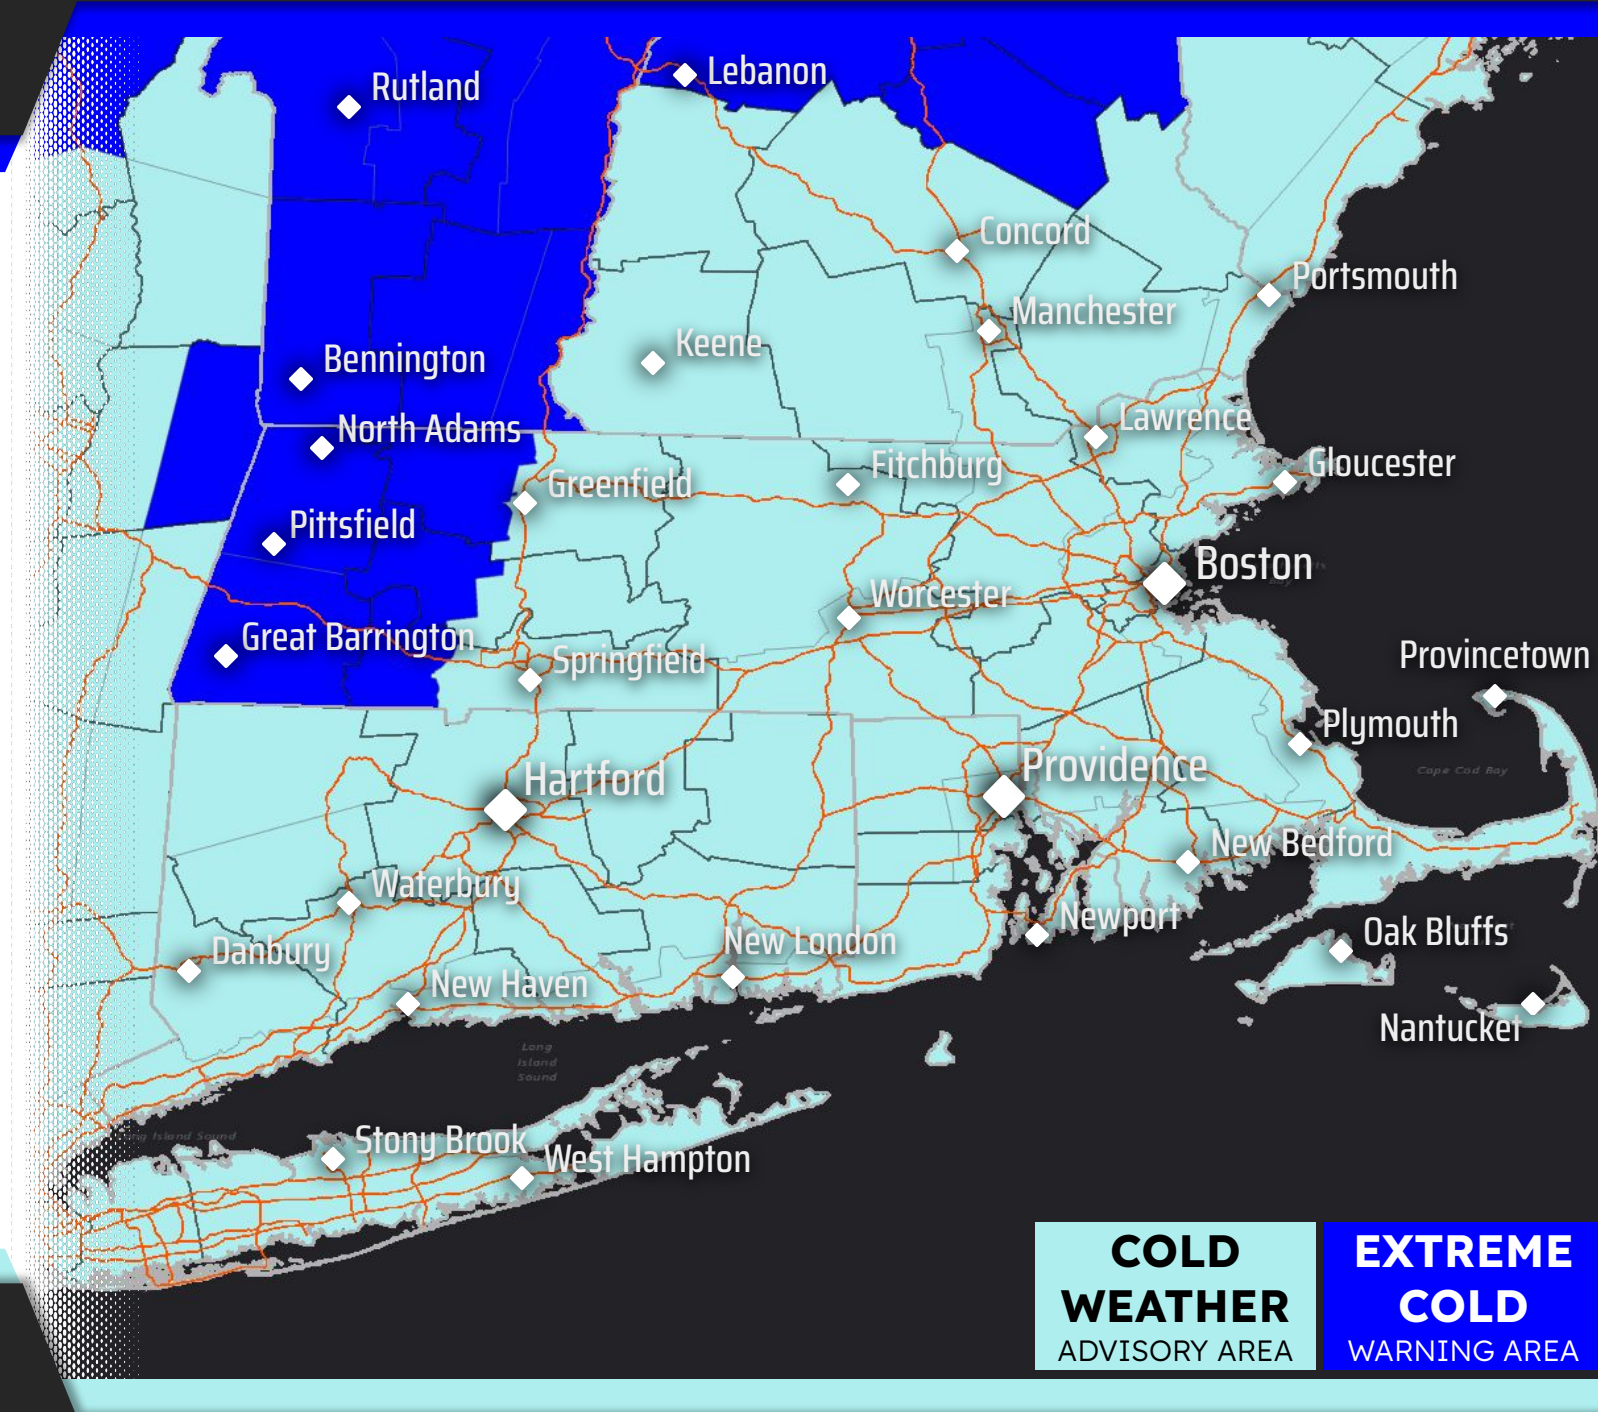 Rutland
Lebanon
Concord
Portsmouth
Manchester
Keene
Bennington
North Adams
Lawrence
Fitchburg
Gloucester
Greenfield
Pittsfield
Boston
Worcester
Great Barrington
Springfield
Provincetown
Plymouth
Cape Cod Bay
Hartford
Providence
New Bedford
Waterbury
Newport
Oak Bluffs
Danbury
New London
New Haven
Nantucket
Long
Island
Sound
Island Sound
Stony Brook
West Hampton
COLD
WEATHER
ADVISORY AREA
EXTREME
COLD
WARNING AREA